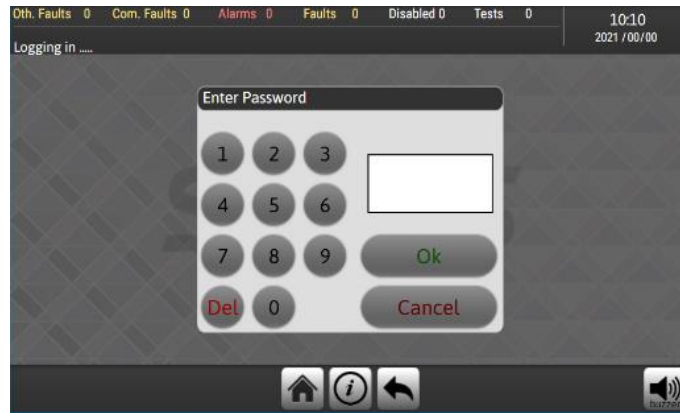 Oth. Faults 0 Com. Faults 0 Alarms 0 Faults 0 Disabled 0 Tests 0
10:10
2021 /00/00
Logging in .....
Enter Password
1 2 3
4 5 6
7 8 9 Ok
Del 0 Cancel
i
buzzer